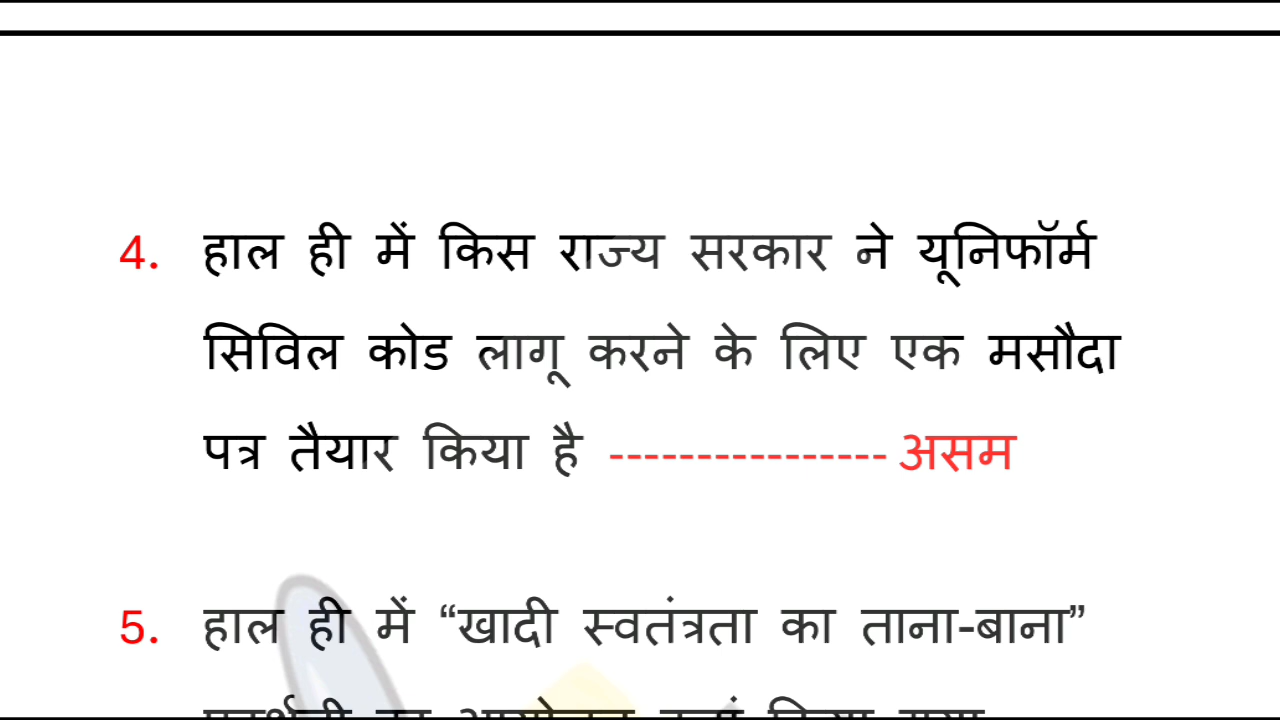 4. हाल ही में किस राज्य सरकार ने यूनिफॉर्म
सिविल कोड लागू करने के लिए एक मसौदा
पत्र तैयार किया है ---------------- असम
5. हाल ही में “खादी स्वतंत्रता का ताना-बाना”